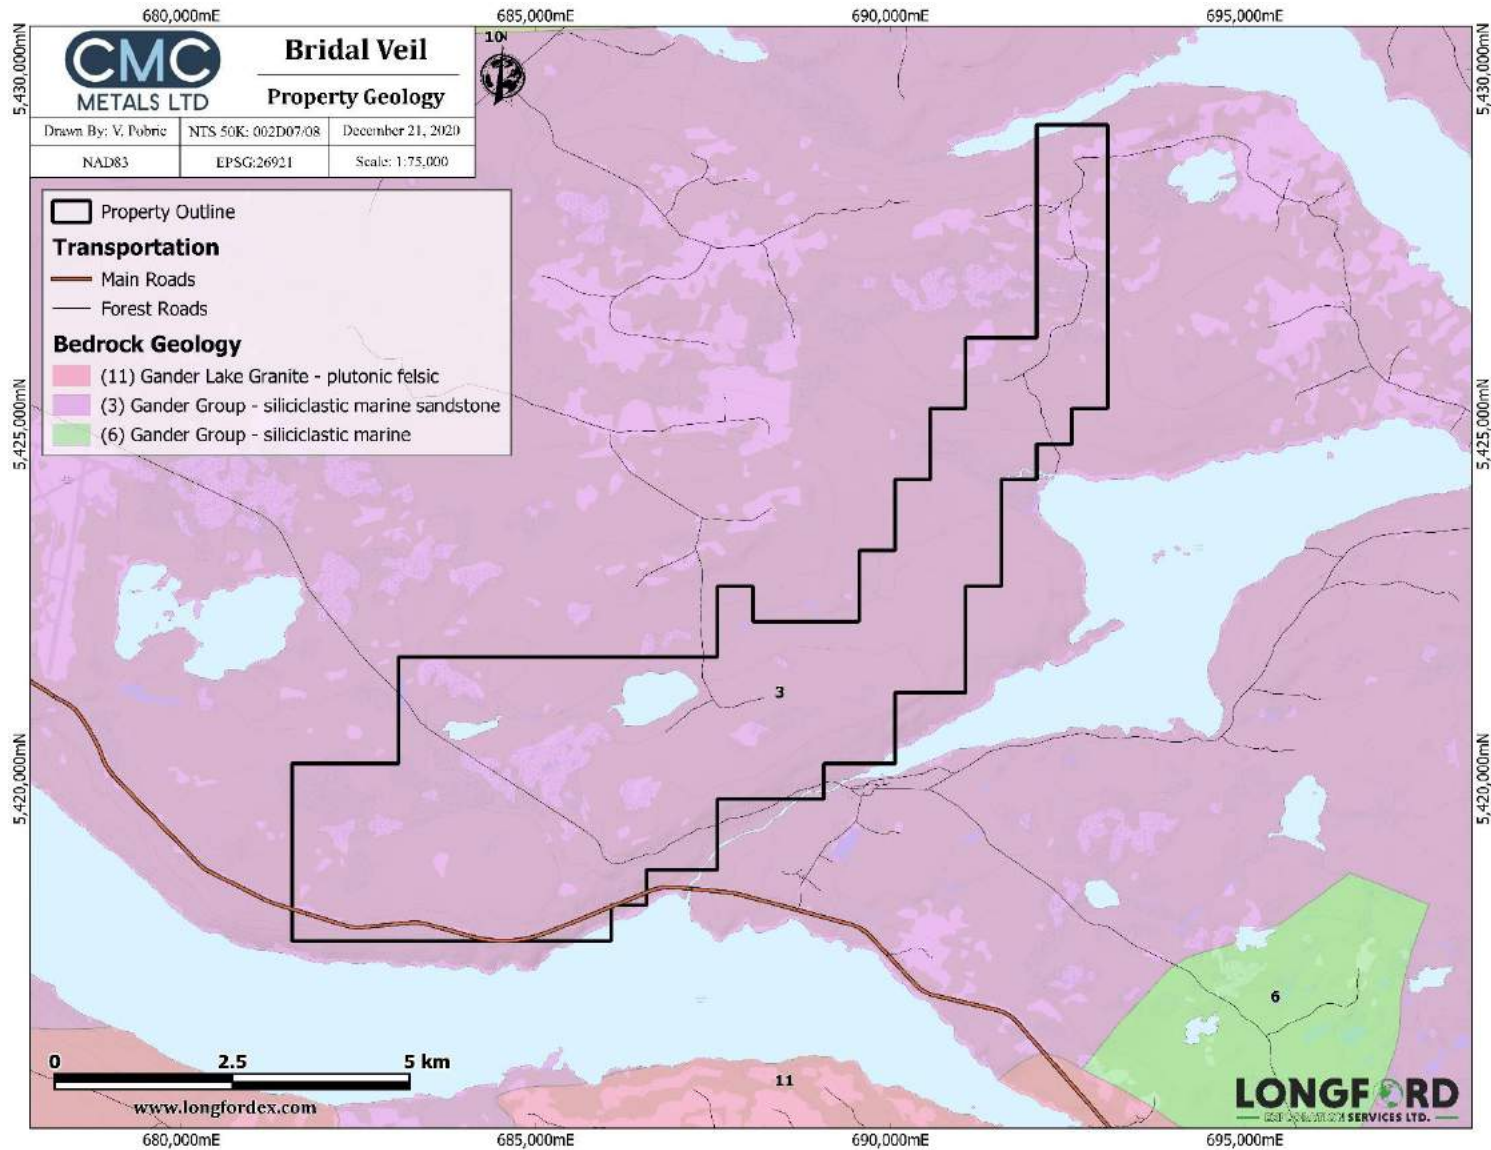 680,000mE 685,000mE 690,000mE 695,000mE
5,430,000mN
5,430,000mN
CMC
METALS LTD
Bridal Veil
Property Geology
Drawn By: V. Pobric NTS 50K: 002D07/08 December 21, 2020
NAD83 EPSG:26921 Scale: 1:75,000
10
Property Outline
Transportation
Main Roads
Forest Roads
Bedrock Geology
(11) Gander Lake Granite - plutonic felsic
(3) Gander Group - siliciclastic marine sandstone
(6) Gander Group - siliciclastic marine
5,425,000mN
5,425,000mN
3
5,420,000mN
5,420,000mN
6
11
0 2.5 5 km
www.longfordex.com
LONGFORD
EXPLORATION SERVICES LTD.
680,000mE 685,000mE 690,000mE 695,000mE